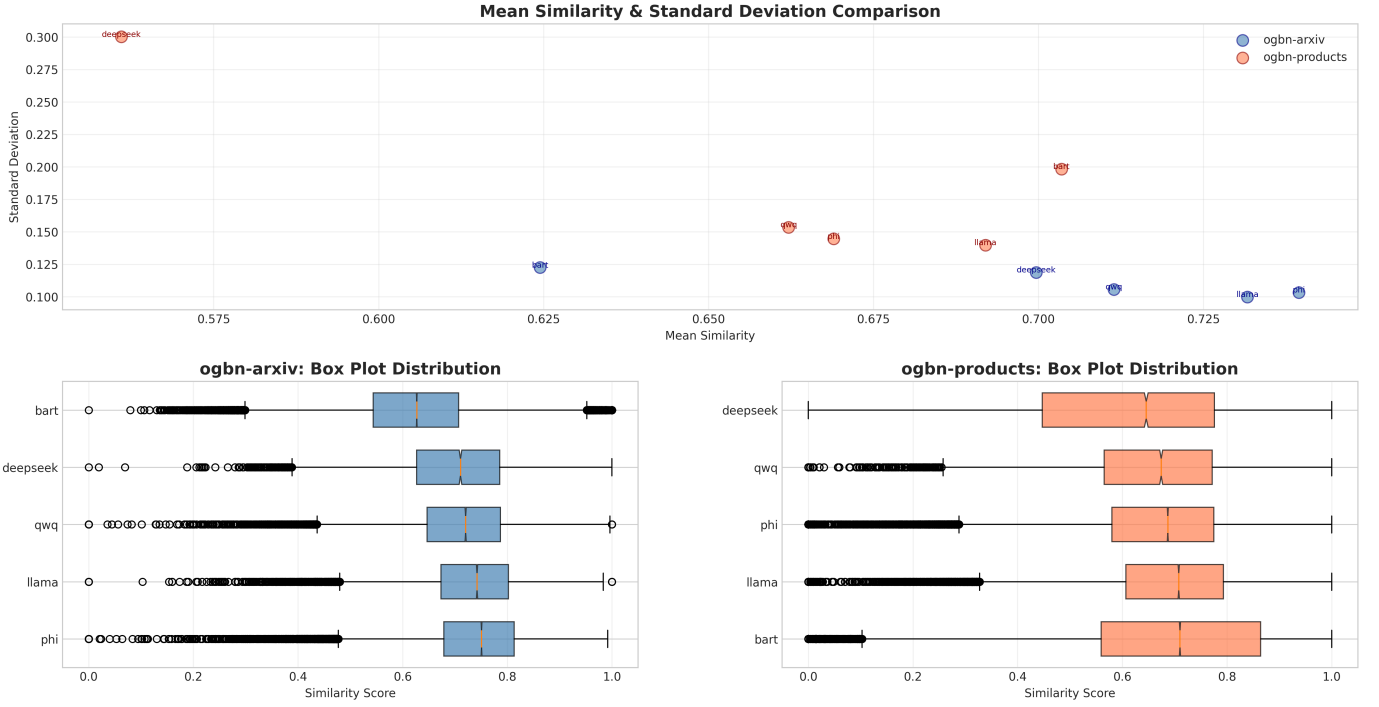 Mean Similarity & Standard Deviation Comparison
0.300
0.275
0.250
0.225
0.200
0.175
0.150
0.125
0.100
Standard Deviation
deepseek
bart
qwq
phi
llama
bart
deepseek
qwq
llama
phi
ogbn-arxiv
ogbn-products
0.575 0.600 0.625 0.650 0.675 0.700 0.725
Mean Similarity
ogbn-arxiv: Box Plot Distribution
bart
deepseek
qwq
llama
phi
0.0 0.2 0.4 0.6 0.8 1.0
Similarity Score
ogbn-products: Box Plot Distribution
deepseek
qwq
phi
llama
bart
0.0 0.2 0.4 0.6 0.8 1.0
Similarity Score